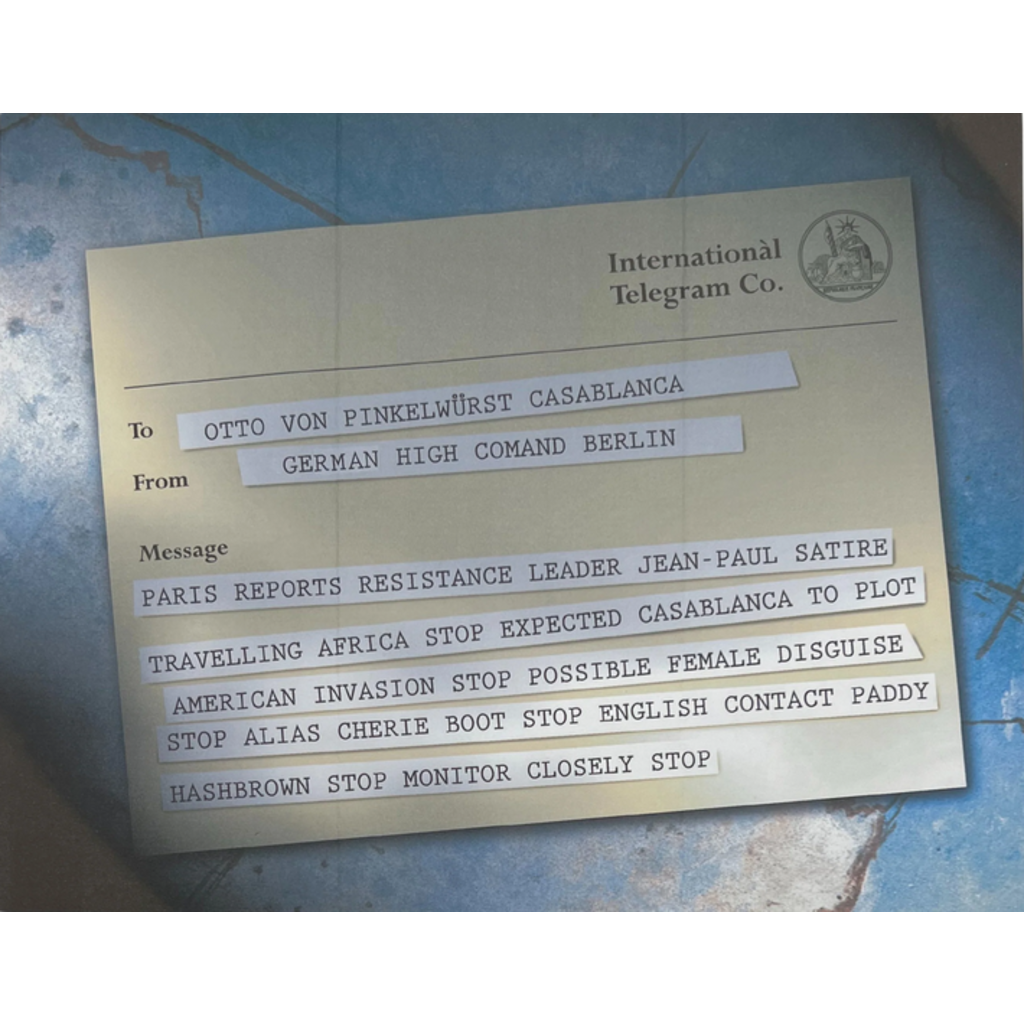 Internationàl
Telegram Co.
To OTTO VON PINKELWÜRST CASABLANCA
From GERMAN HIGH COMAND BERLIN
Message
PARIS REPORTS RESISTANCE LEADER JEAN-PAUL SATIRE
TRAVELLING AFRICA STOP EXPECTED CASABLANCA TO PLOT
AMERICAN INVASION STOP POSSIBLE FEMALE DISGUISE
STOP ALIAS CHERIE BOOT STOP ENGLISH CONTACT PADDY
HASHBROWN STOP MONITOR CLOSELY STOP